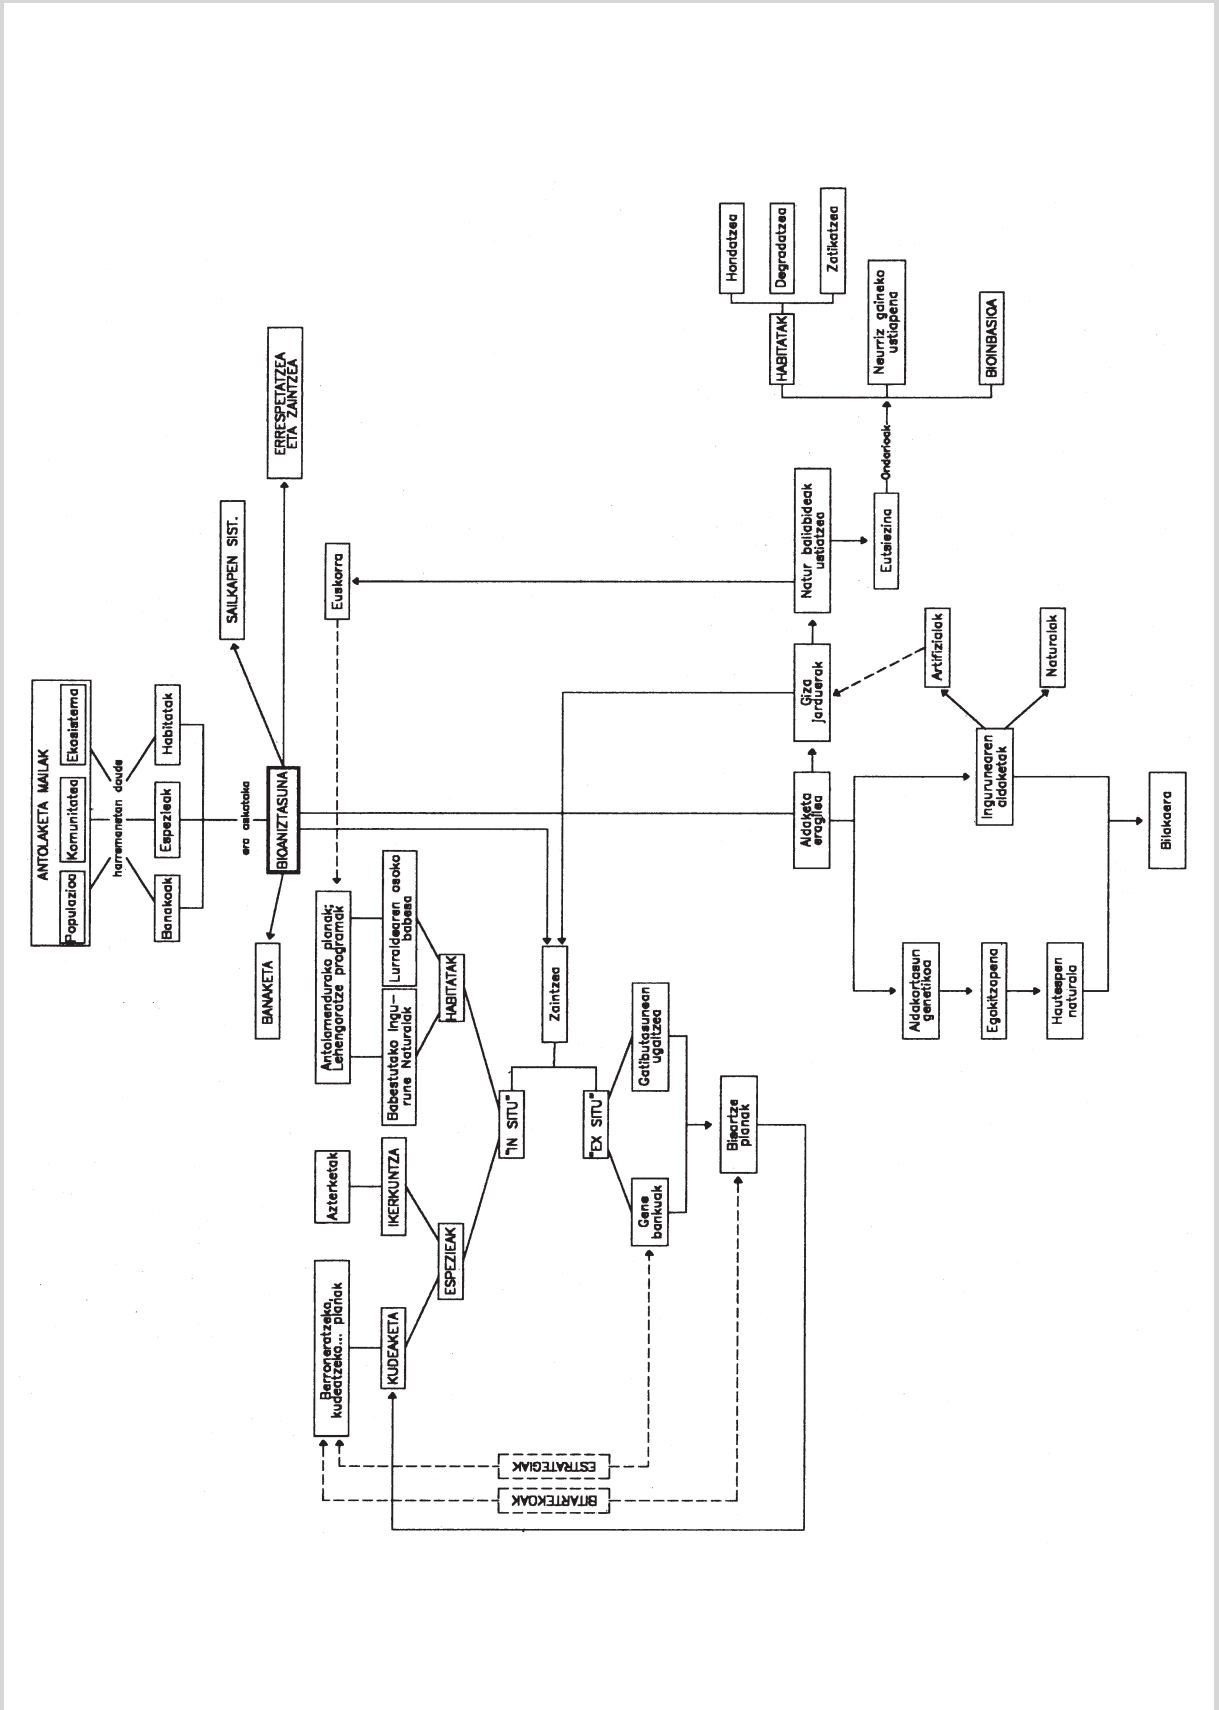 ANTOLAKETA MAILAK
Populazioa
Komunitatea
Ekosistema
harremanetan daude
Banakoak
Espezieak
Habitatak
era askotako
BIOANIZTASUNA
BANAKETA
SAILKAPEN SIST.
ERRESPETATZEA
ETA ZAINTZEA
Berroneratzeko,
kudeatzeko... planak
Azterketak
Antolamendurako planak;
Lehengoratze programak
Euskorra
KUDEAKETA
IKERKUNTZA
Babestutako Ingu-
rune Naturalak
Lurraldearen osoko
babesa
ESPEZIEAK
HABITATAK
BITARTEKOAK
ESTRATEGIAK
"IN SITU"
Zaintzea
"EX SITU"
Gene
bankuak
Gatibutasunean
ugaltzea
Bisartze
planak
Aldaketa
eragilea
Giza
jarduerak
Natur baliabideak
ustiatzea
Eutsiezina
Ondorioak
HABITATAK
Hondatzea
Degradatzea
Zatikatzea
Neurriz gaineko
ustiapena
BIOINBASIOA
Aldakortasun
genetikoa
Egokitzapena
Hautespen
naturala
Ingurunearen
aldaketak
Artifizialak
Naturalak
Bilakaera